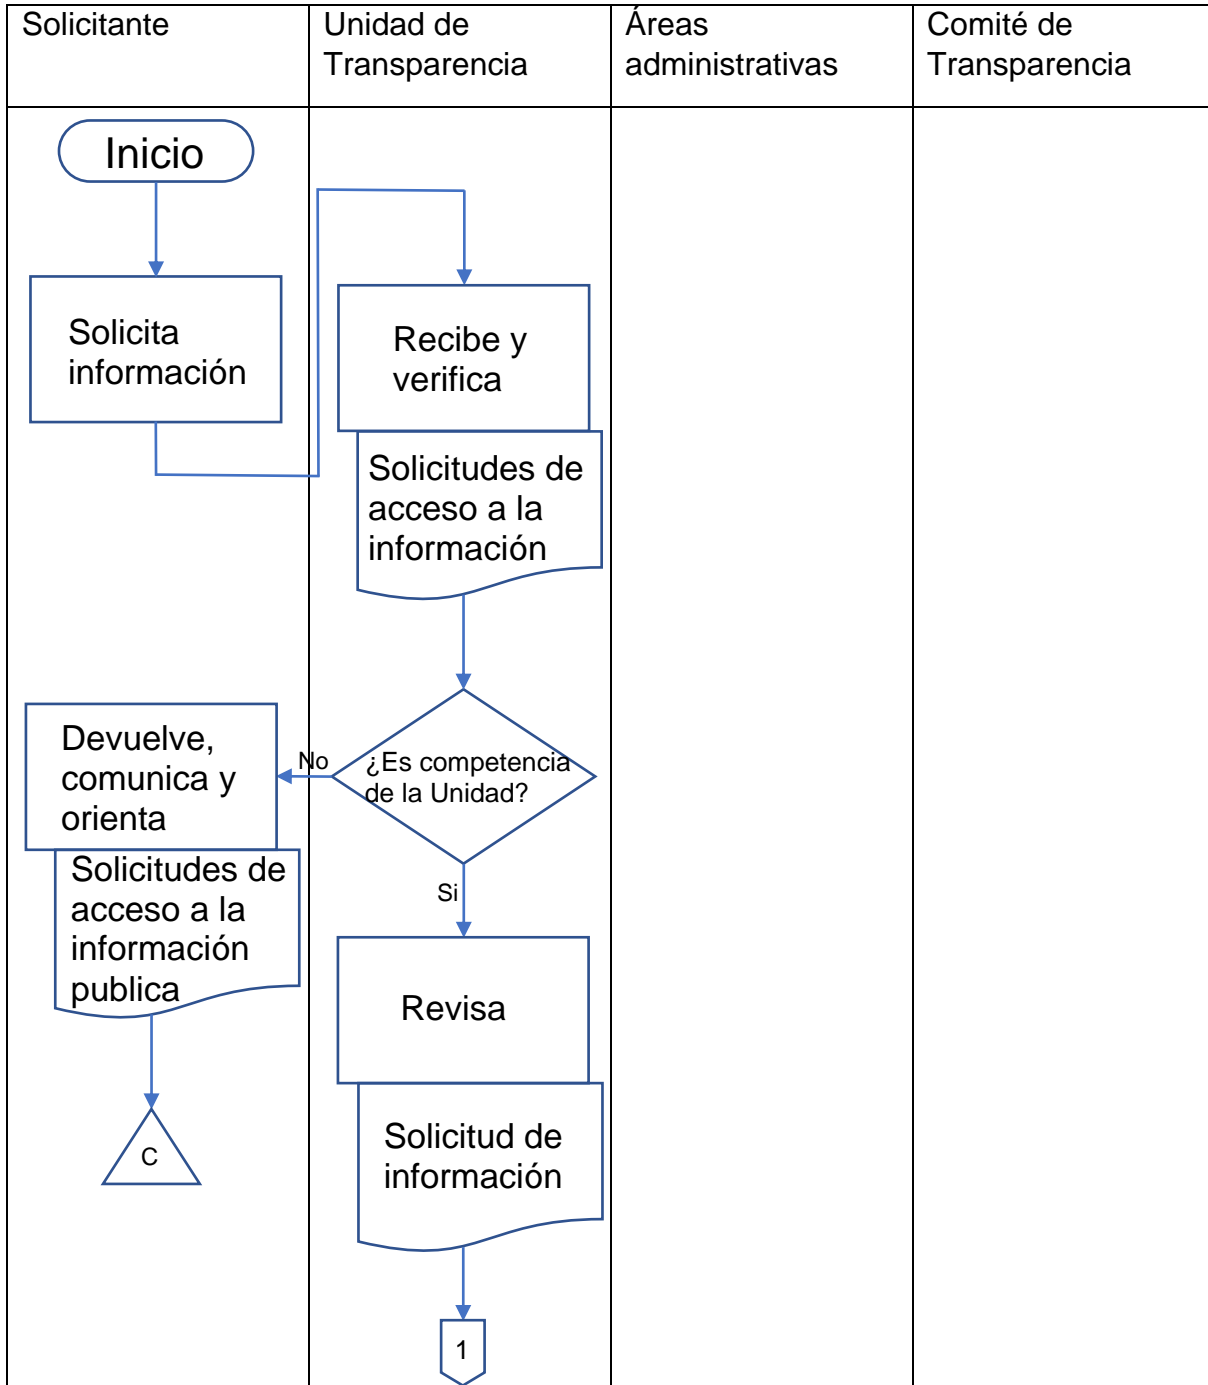 Solicitante
Unidad de
Transparencia
Áreas
administrativas
Comité de
Transparencia
Inicio
Solicita
información
Recibe y
verifica
Solicitudes de
acceso a la
información
¿Es competencia
de la Unidad?
No
Devuelve,
comunica y
orienta
Solicitudes de
acceso a la
información
publica
C
Si
Revisa
Solicitud de
información
1